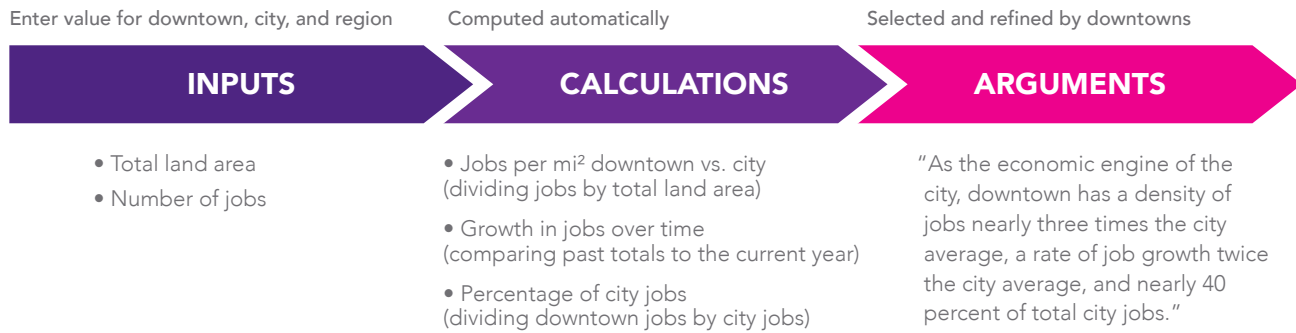 Enter value for downtown, city, and region
Computed automatically
Selected and refined by downtowns
INPUTS
CALCULATIONS
ARGUMENTS
• Total land area
• Number of jobs
• Jobs per mi² downtown vs. city
(dividing jobs by total land area)
• Growth in jobs over time
(comparing past totals to the current year)
• Percentage of city jobs
(dividing downtown jobs by city jobs)
“As the economic engine of the
city, downtown has a density of
jobs nearly three times the city
average, a rate of job growth twice
the city average, and nearly 40
percent of total city jobs.”